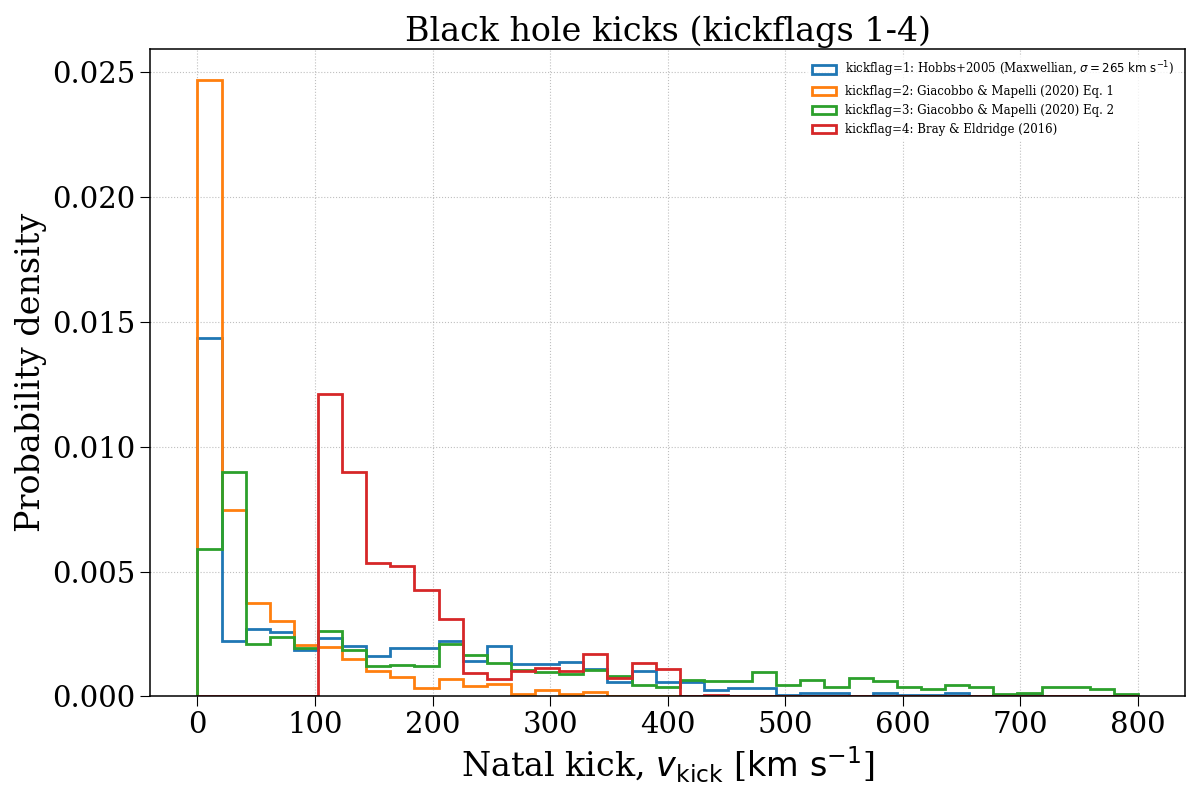 Black hole kicks (kickflags 1-4)
kickflag=1: Hobbs+2005 (Maxwellian, σ = 265 km s⁻¹)
kickflag=2: Giacobbo & Mapelli (2020) Eq. 1
kickflag=3: Giacobbo & Mapelli (2020) Eq. 2
kickflag=4: Bray & Eldridge (2016)
Probability density
0.025
0.020
0.015
0.010
0.005
0.000
0 100 200 300 400 500 600 700 800
Natal kick, v_kick [km s⁻¹]